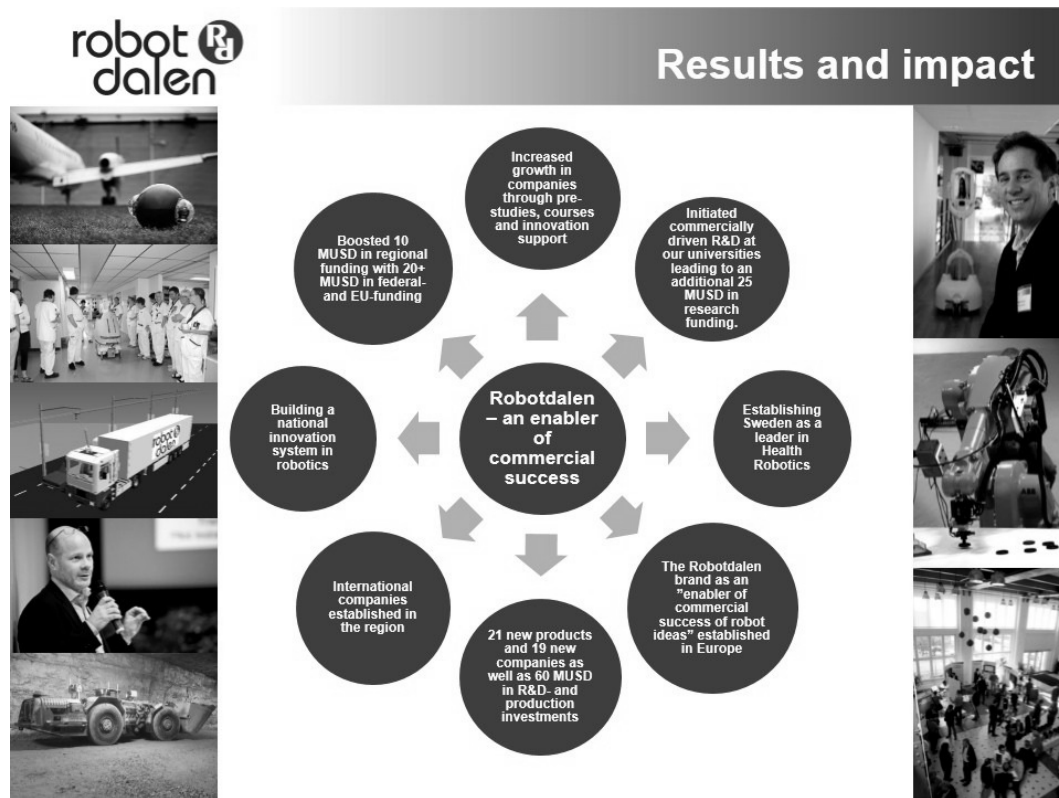 robot Rd
dalen
Results and impact
Increased
growth in
companies
through pre-
studies, courses
and innovation
support
Boosted 10
MUSD in regional
funding with 20+
MUSD in federal-
and EU-funding
Initiated
commercially
driven R&D at
our universities
leading to an
additional 25
MUSD in
research
funding.
Building a
national
innovation
system in
robotics
Robotdalen
– an enabler
of
commercial
success
Establishing
Sweden as a
leader in
Health
Robotics
International
companies
established in
the region
21 new products
and 19 new
companies as
well as 60 MUSD
in R&D- and
production
investments
The Robotdalen
brand as an
”enabler of
commercial
success of robot
ideas” established
in Europe
robot
dalen
ABB